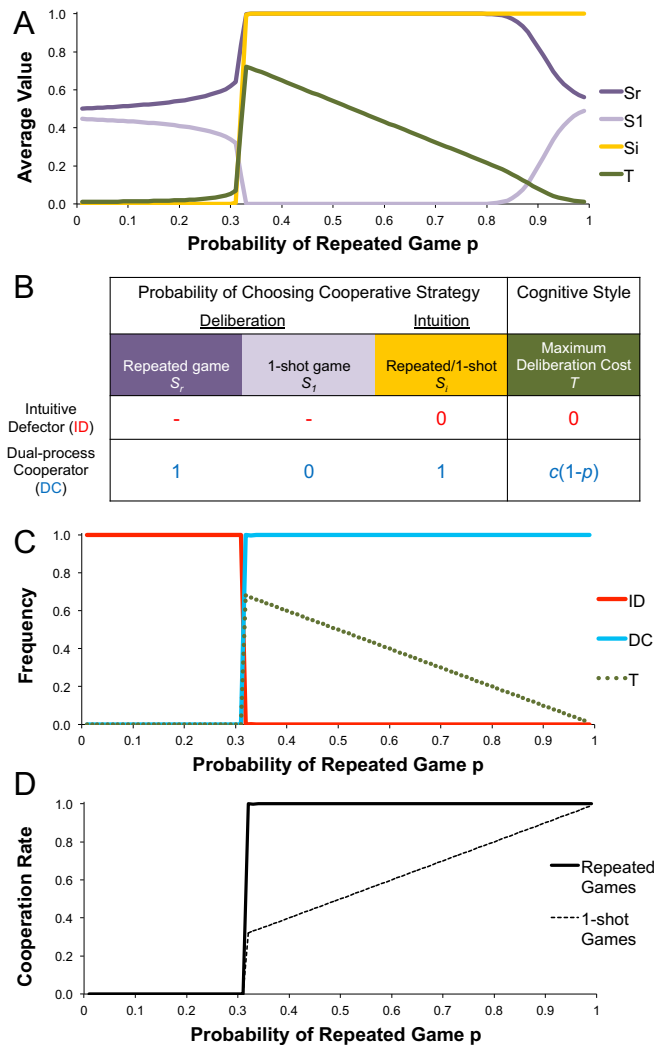 A
Average Value
1.0
0.8
0.6
0.4
0.2
0.0
0 0.1 0.2 0.3 0.4 0.5 0.6 0.7 0.8 0.9 1
Probability of Repeated Game p
Sr
S1
Si
T
B
Probability of Choosing Cooperative Strategy
Cognitive Style
Deliberation
Intuition
Repeated game
Sr
1-shot game
S1
Repeated/1-shot
Si
Maximum
Deliberation Cost
T
Intuitive
Defector (ID)
- - 0 0
Dual-process
Cooperator
(DC)
1 0 1 c(1-p)
C
Frequency
1.0
0.8
0.6
0.4
0.2
0.0
0 0.1 0.2 0.3 0.4 0.5 0.6 0.7 0.8 0.9 1
Probability of Repeated Game p
ID
DC
T
D
Cooperation Rate
1.0
0.8
0.6
0.4
0.2
0.0
0 0.1 0.2 0.3 0.4 0.5 0.6 0.7 0.8 0.9 1
Probability of Repeated Game p
Repeated
Games
1-shot
Games